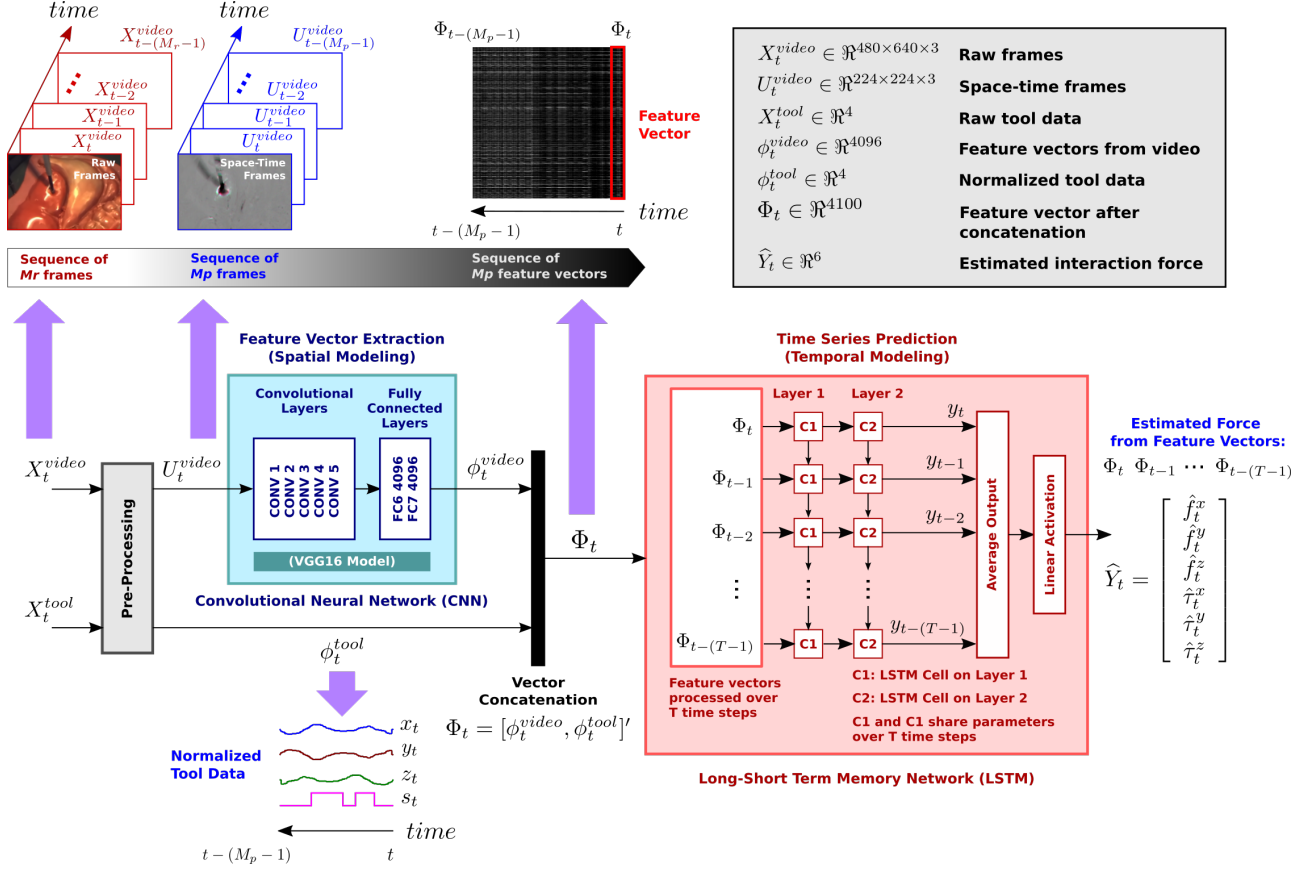 time
X^{video}_{t-(M_r-1)}
X^{video}_{t-2}
X^{video}_{t-1}
X^{video}_t
Raw
Frames
time
U^{video}_{t-(M_p-1)}
U^{video}_{t-2}
U^{video}_{t-1}
U^{video}_t
Space-Time
Frames
Φ_{t-(M_p-1)} Φ_t
Feature
Vector
time
t-(M_p-1) t
X^{video}_t ∈ ℜ^{480×640×3} Raw frames
U^{video}_t ∈ ℜ^{224×224×3} Space-time frames
X^{tool}_t ∈ ℜ^4 Raw tool data
ϕ^{video}_t ∈ ℜ^{4096} Feature vectors from video
ϕ^{tool}_t ∈ ℜ^4 Normalized tool data
Φ_t ∈ ℜ^{4100} Feature vector after
concatenation
Ŷ_t ∈ ℜ^6 Estimated interaction force
Sequence of
Mr frames
Sequence of
Mp frames
Sequence of
Mp feature vectors
Feature Vector Extraction
(Spatial Modeling)
Convolutional
Layers
Fully
Connected
Layers
X^{video}_t
U^{video}_t
CONV 1
CONV 2
CONV 3
CONV 4
CONV 5
FC6 4096
FC7 4096
ϕ^{video}_t
(VGG16 Model)
Convolutional Neural Network (CNN)
Pre-Processing
X^{tool}_t
ϕ^{tool}_t
Φ_t
Vector
Concatenation
Φ_t = [ϕ^{video}_t, ϕ^{tool}_t]'
Normalized
Tool Data
x_t
y_t
z_t
s_t
time
t-(M_p-1) t
Time Series Prediction
(Temporal Modeling)
Layer 1 Layer 2
Φ_t C1 C2 y_t
Φ_{t-1} C1 C2 y_{t-1}
Φ_{t-2} C1 C2 y_{t-2}
⋮ ⋮ ⋮
Φ_{t-(T-1)} C1 C2 y_{t-(T-1)}
Average Output
Linear Activation
Feature vectors
processed over
T time steps
C1: LSTM Cell on Layer 1
C2: LSTM Cell on Layer 2
C1 and C1 share parameters
over T time steps
Long-Short Term Memory Network (LSTM)
Estimated Force
from Feature Vectors:
Φ_t Φ_{t-1} ⋯ Φ_{t-(T-1)}
Ŷ_t =
f̂^x_t
f̂^y_t
f̂^z_t
τ̂^x_t
τ̂^y_t
τ̂^z_t